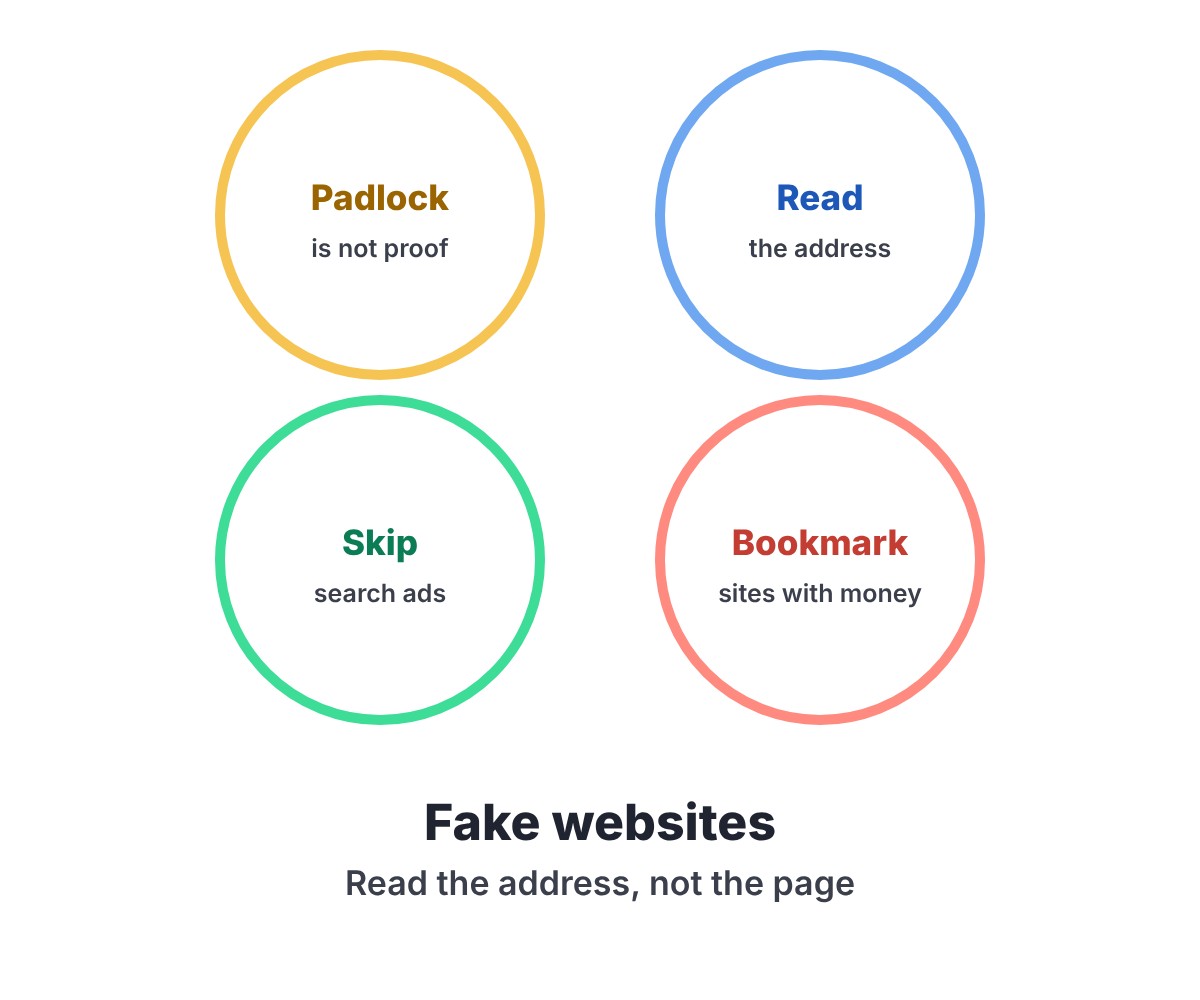 Padlock
is not proof
Read
the address
Skip
search ads
Bookmark
sites with money
Fake websites
Read the address, not the page